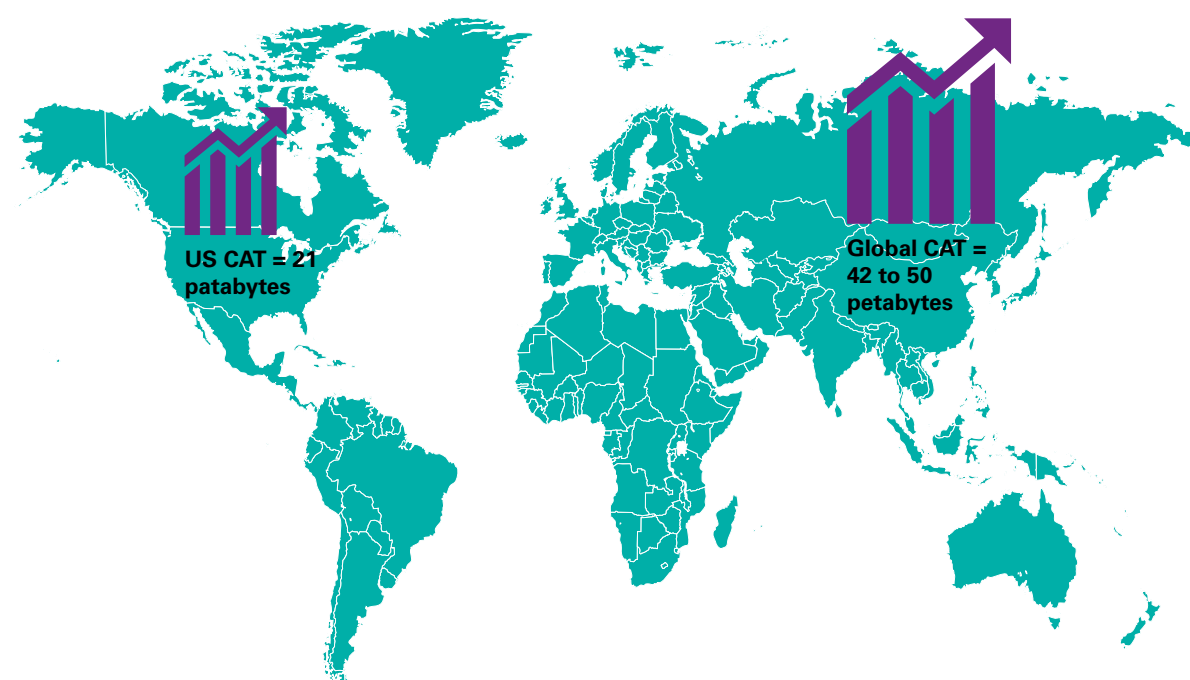 US CAT = 21
patabytes
Global CAT =
42 to 50
petabytes